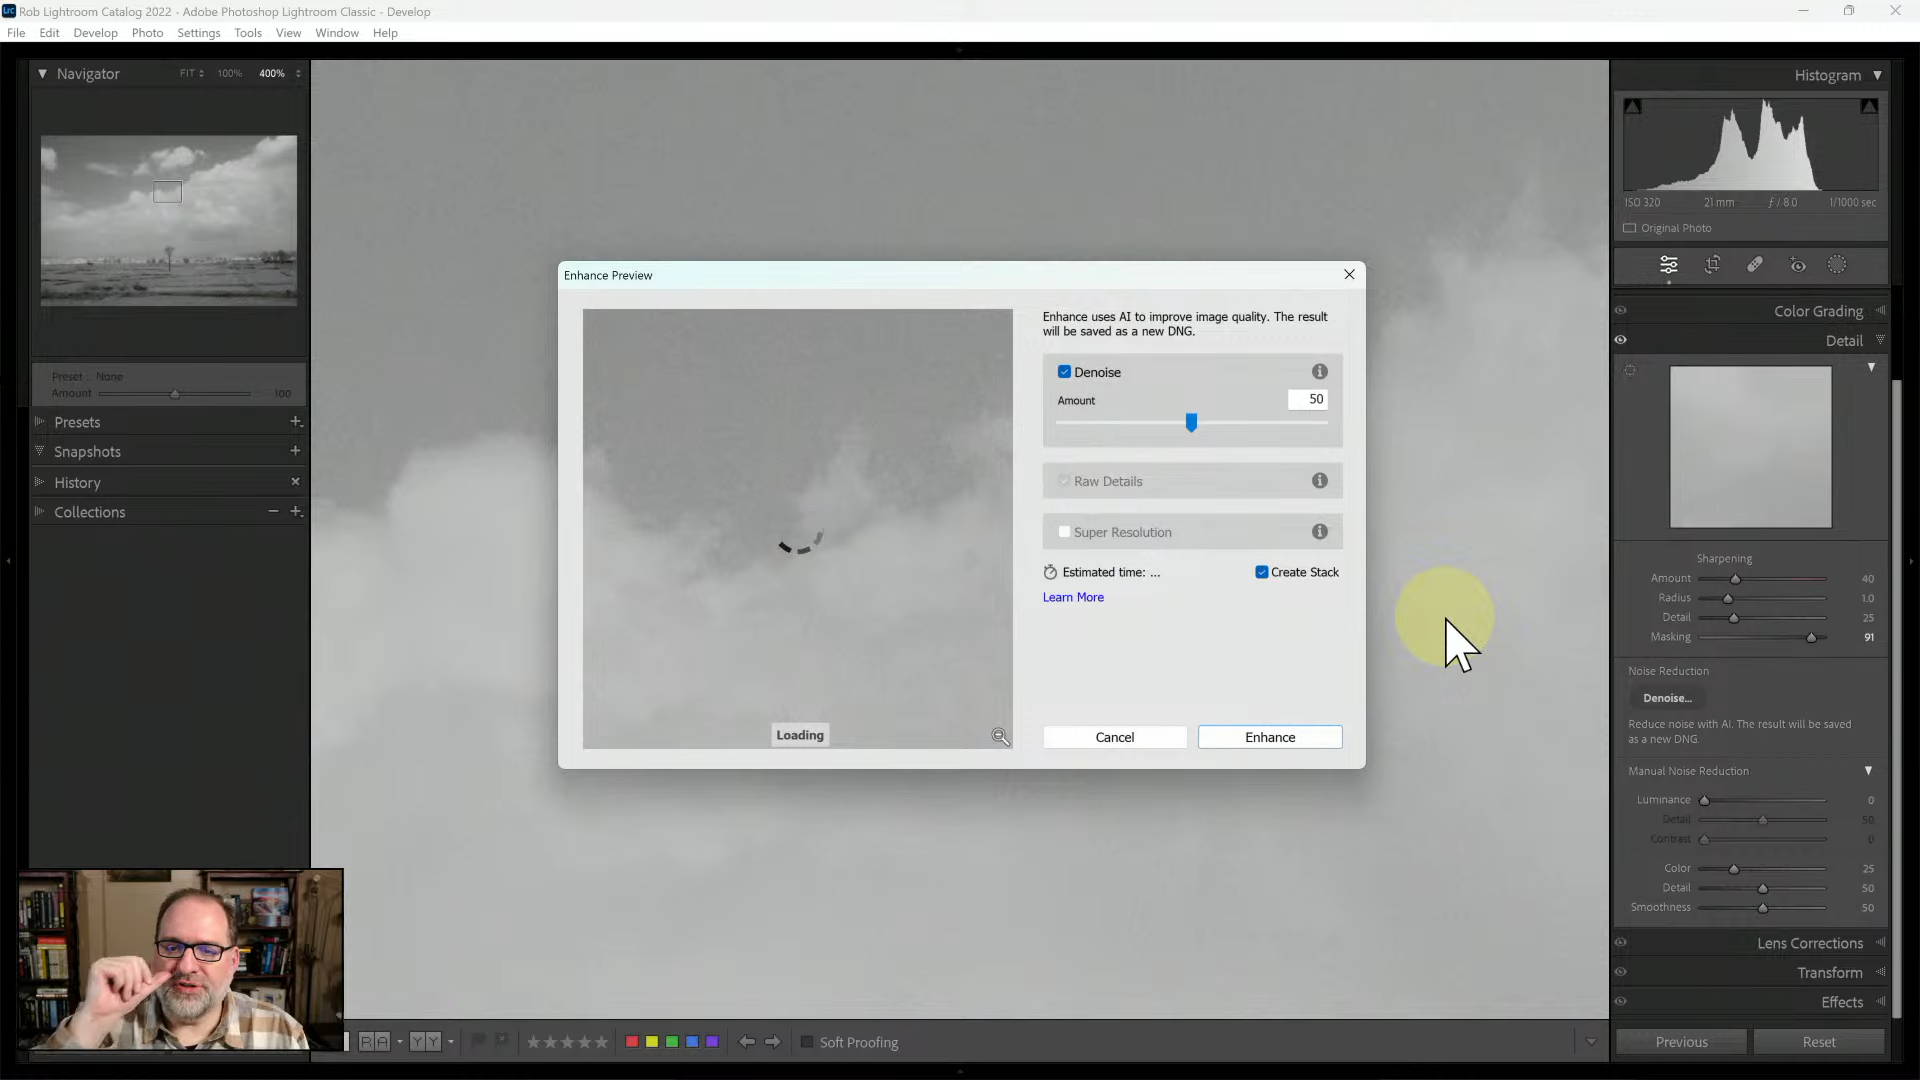 Lrc Rob Lightroom Catalog 2022 - Adobe Photoshop Lightroom Classic - Develop
File Edit Develop Photo Settings Tools View Window Help
Navigator FIT 100% 400%
Preset: None
Amount 100
Presets
Snapshots
History
Collections
Enhance Preview
Loading
Enhance uses AI to improve image quality. The result
will be saved as a new DNG.
Denoise
Amount 50
Raw Details
Super Resolution
Estimated time: ...
Create Stack
Learn More
Cancel Enhance
Histogram
ISO 320 21 mm ƒ / 8.0 1/1000 sec
Original Photo
Color Grading
Detail
Sharpening
Amount 40
Radius 1.0
Detail 25
Masking 91
Noise Reduction
Denoise...
Reduce noise with AI. The result will be saved
as a new DNG.
Manual Noise Reduction
Luminance 0
Detail 50
Contrast 0
Color 25
Detail 50
Smoothness 50
Lens Corrections
Transform
Effects
Previous Reset
RA YY Soft Proofing